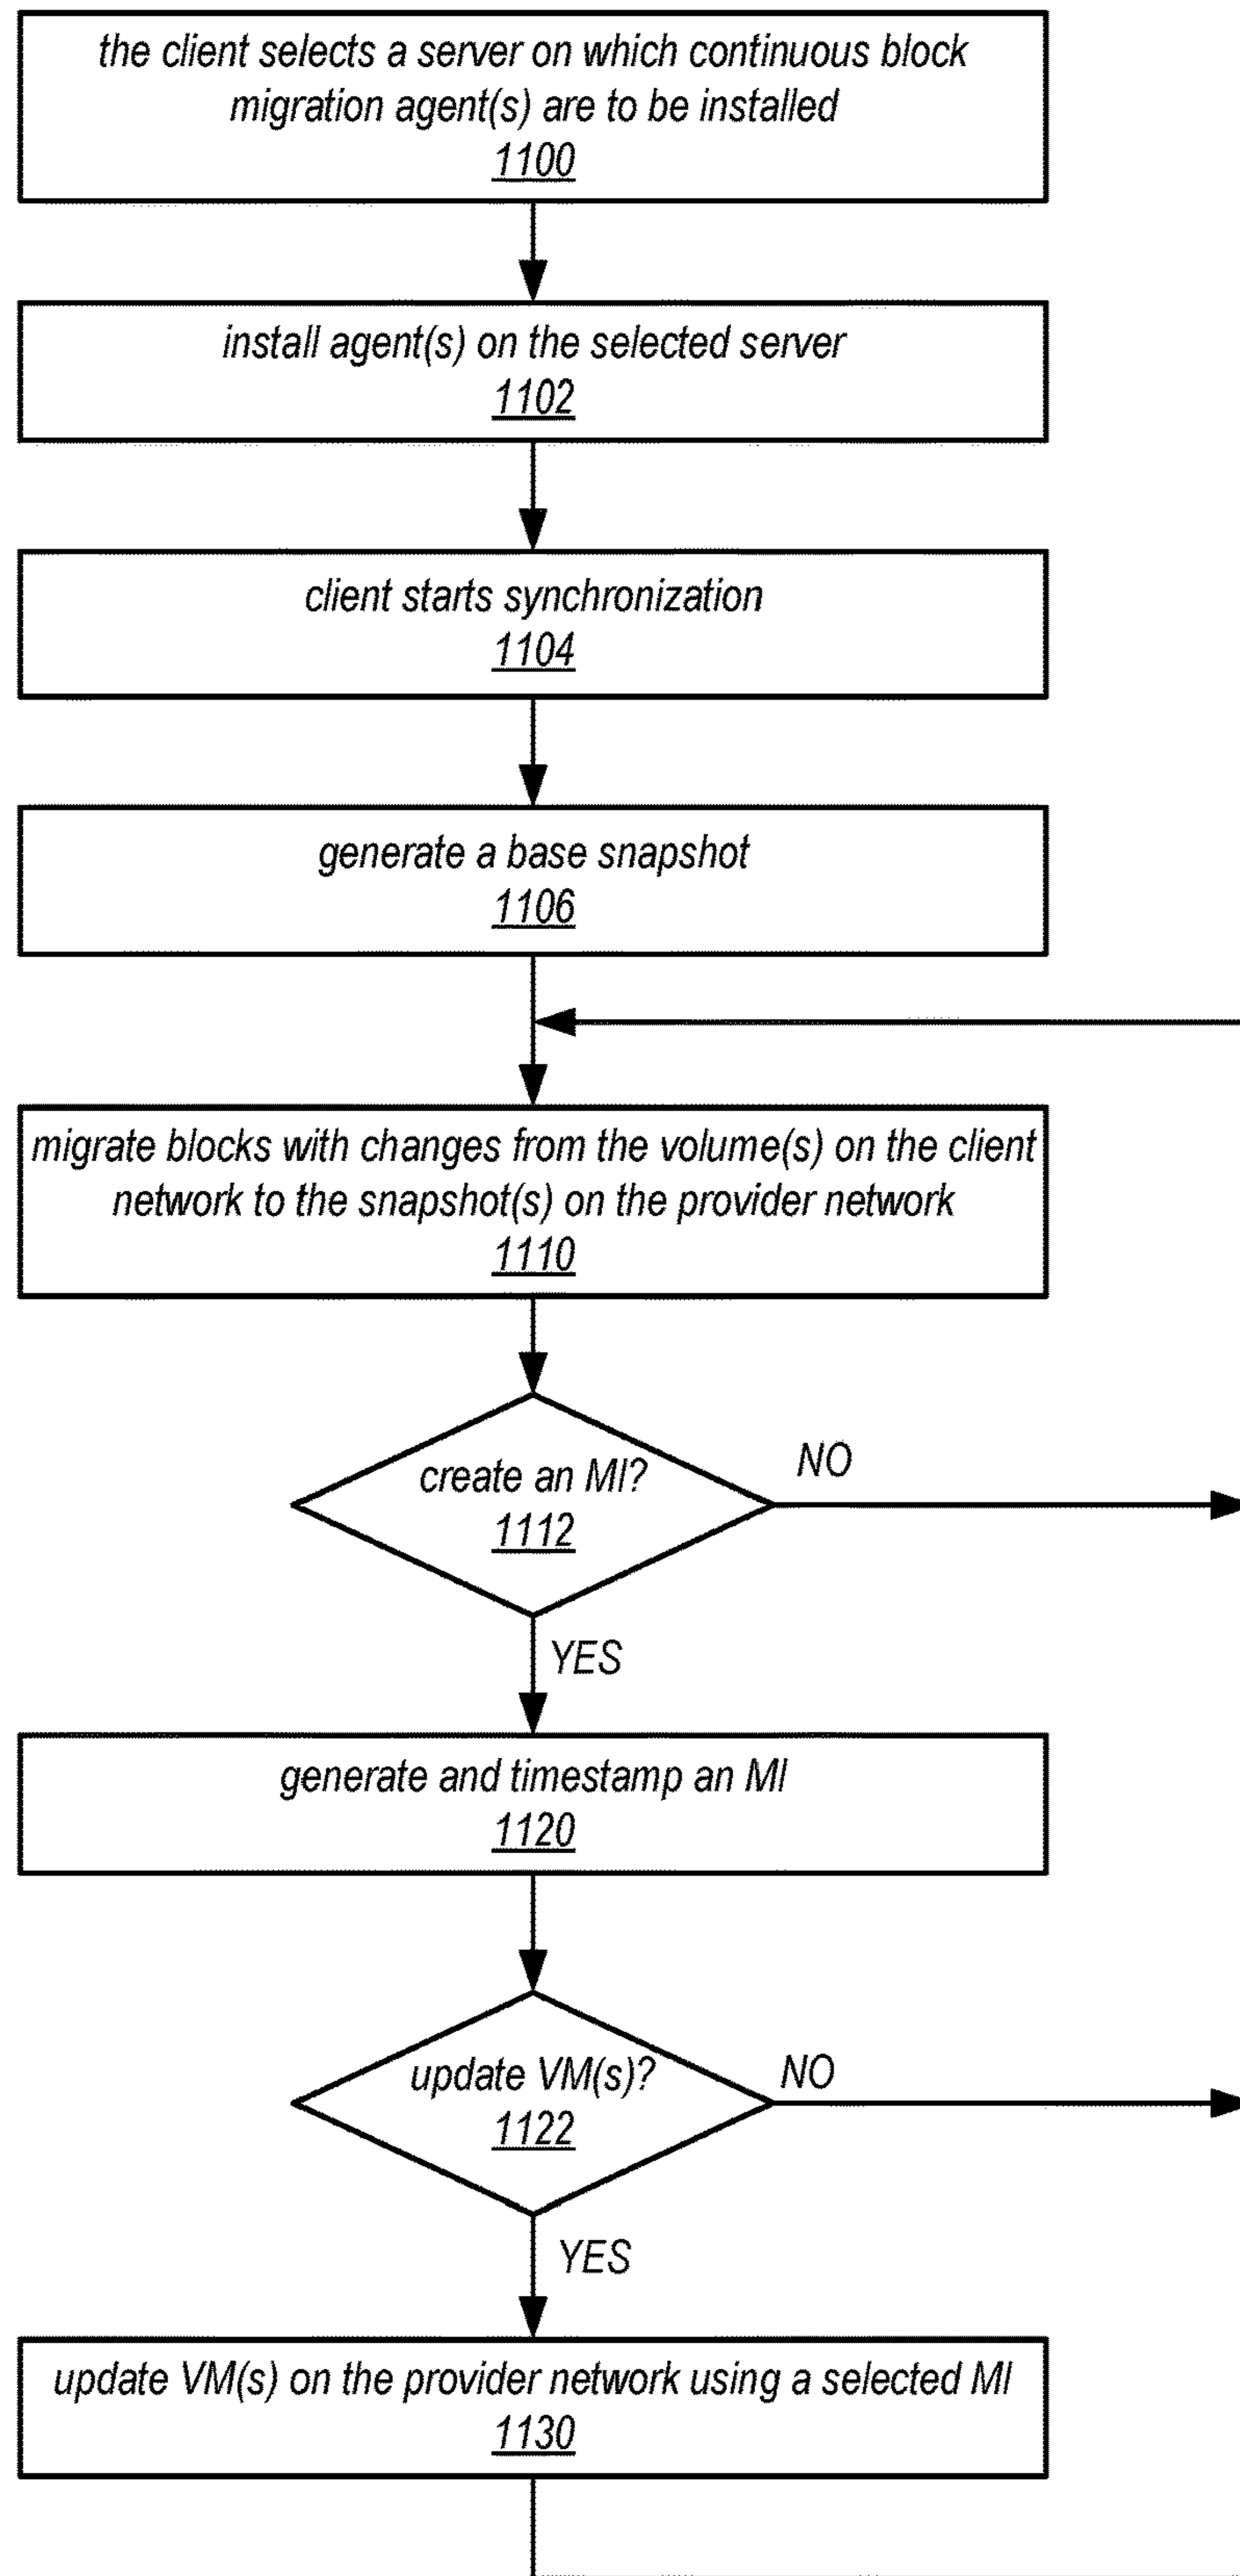 the client selects a server on which continuous block
migration agent(s) are to be installed
1100
install agent(s) on the selected server
1102
client starts synchronization
1104
generate a base snapshot
1106
migrate blocks with changes from the volume(s) on the client
network to the snapshot(s) on the provider network
1110
create an MI?
1112
NO
YES
generate and timestamp an MI
1120
update VM(s)?
1122
NO
YES
update VM(s) on the provider network using a selected MI
1130